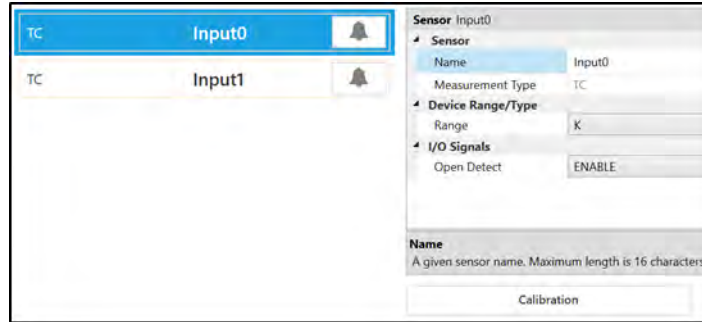 TC Input0
TC Input1
Sensor Input0
Sensor
Name Input0
Measurement Type TC
Device Range/Type
Range K
I/O Signals
Open Detect ENABLE
Name
A given sensor name. Maximum length is 16 characters
Calibration